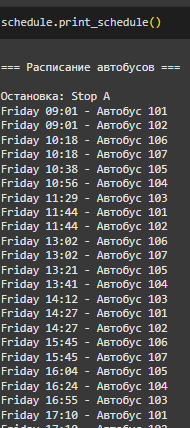 schedule.print_schedule()
=== Расписание автобусов ===
Остановка: Stop A
Friday 09:01 - Автобус 101
Friday 09:01 - Автобус 102
Friday 10:18 - Автобус 106
Friday 10:18 - Автобус 107
Friday 10:38 - Автобус 105
Friday 10:56 - Автобус 104
Friday 11:29 - Автобус 103
Friday 11:44 - Автобус 101
Friday 11:44 - Автобус 102
Friday 13:02 - Автобус 106
Friday 13:02 - Автобус 107
Friday 13:21 - Автобус 105
Friday 13:41 - Автобус 104
Friday 14:12 - Автобус 103
Friday 14:27 - Автобус 101
Friday 14:27 - Автобус 102
Friday 15:45 - Автобус 106
Friday 15:45 - Автобус 107
Friday 16:04 - Автобус 105
Friday 16:24 - Автобус 104
Friday 16:55 - Автобус 103
Friday 17:10 - Автобус 101